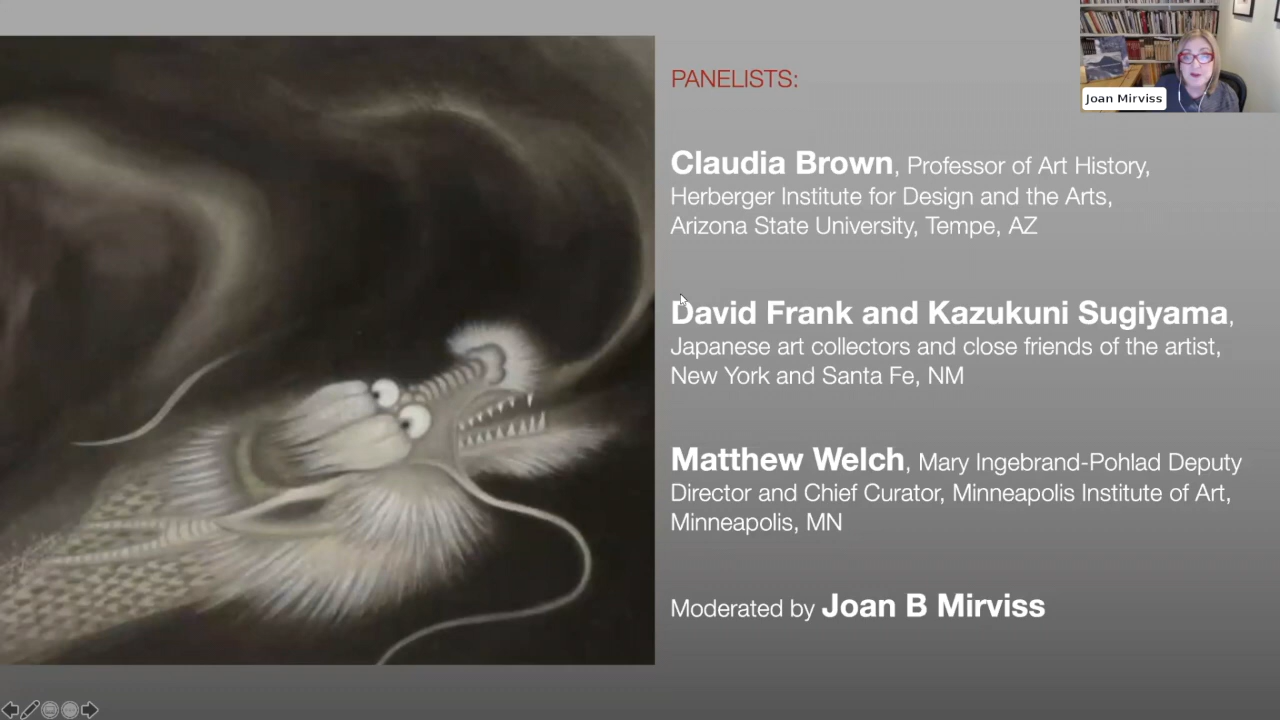 Joan Mirviss
PANELISTS:
Claudia Brown, Professor of Art History,
Herberger Institute for Design and the Arts,
Arizona State University, Tempe, AZ
David Frank and Kazukuni Sugiyama,
Japanese art collectors and close friends of the artist,
New York and Santa Fe, NM
Matthew Welch, Mary Ingebrand-Pohlad Deputy
Director and Chief Curator, Minneapolis Institute of Art,
Minneapolis, MN
Moderated by Joan B Mirviss